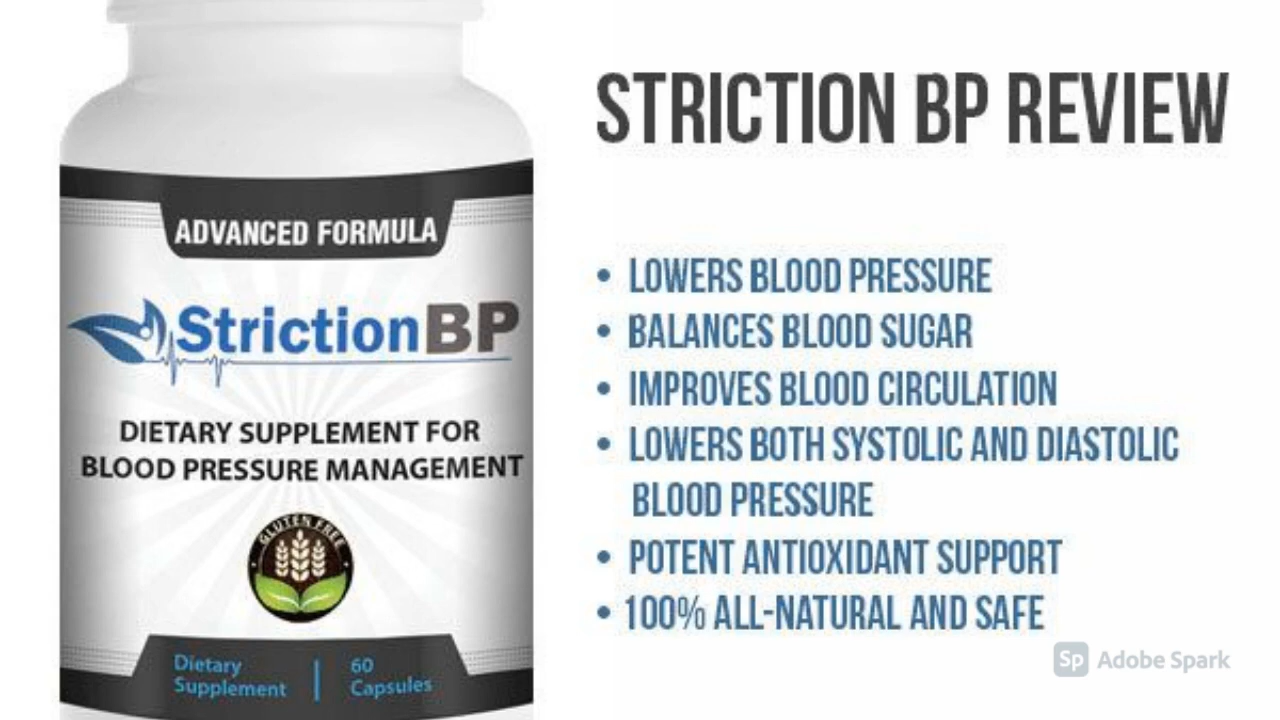 ADVANCED FORMULA
StrictionBP
DIETARY SUPPLEMENT FOR
BLOOD PRESSURE MANAGEMENT
GLUTEN FREE
Dietary
Supplement
60
Capsules
STRICTION BP REVIEW
• LOWERS BLOOD PRESSURE
• BALANCES BLOOD SUGAR
• IMPROVES BLOOD CIRCULATION
• LOWERS BOTH SYSTOLIC AND DIASTOLIC
BLOOD PRESSURE
• POTENT ANTIOXIDANT SUPPORT
• 100% ALL-NATURAL AND SAFE
Sp Adobe Spark